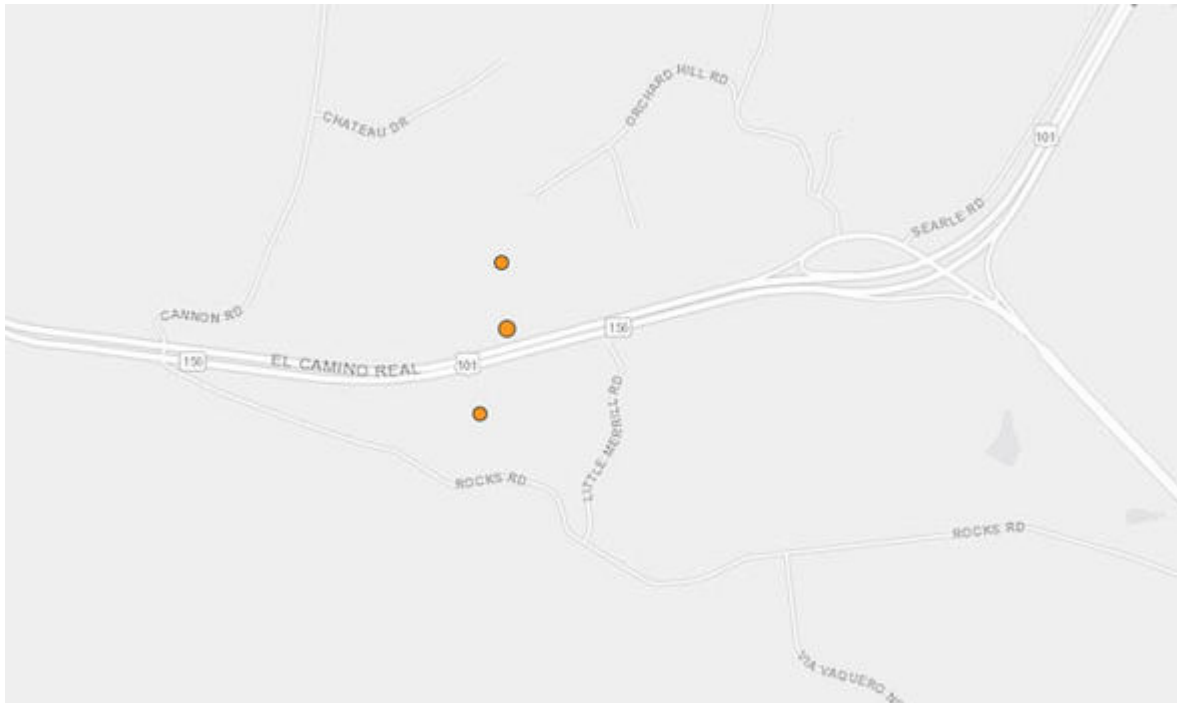 ORCHARD HILL RD
CHATEAU DR
101
SEARLE RD
CANNON RD
156
156
EL CAMINO REAL
101
LITTLE MERRILL RD
ROCKS RD
ROCKS RD
VIA VAQUERO